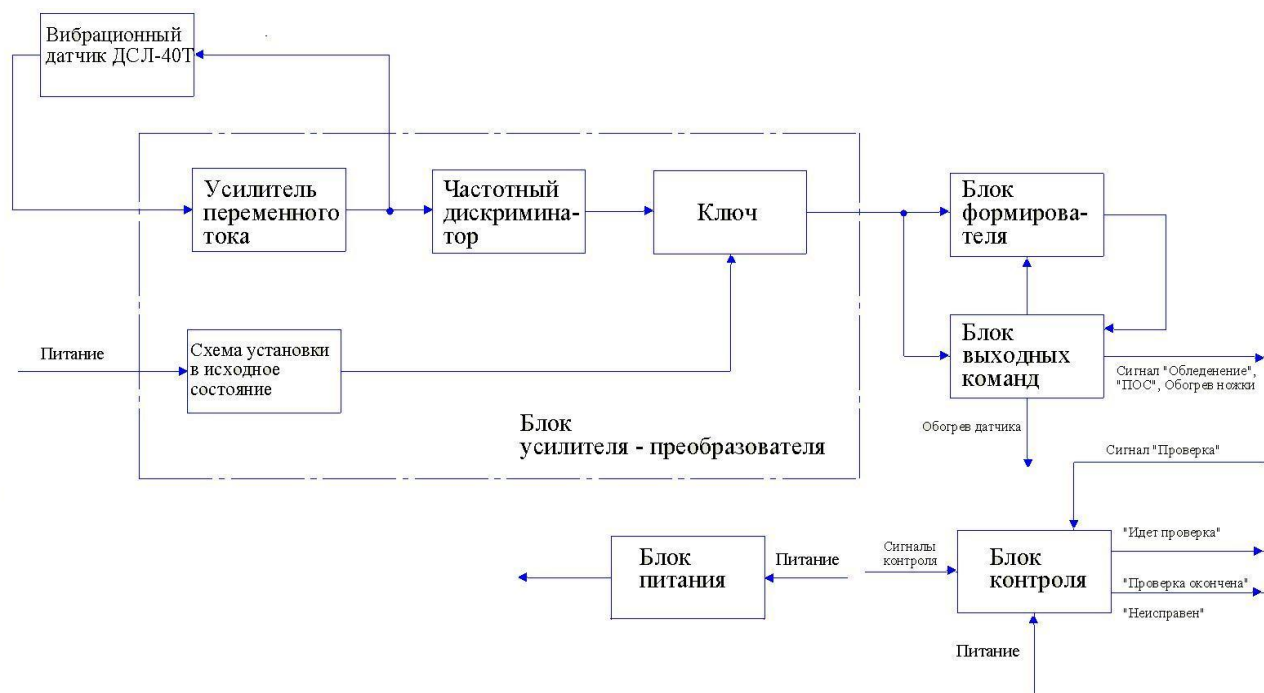 Вибрационный
датчик ДСЛ-40Т
Усилитель
переменного
тока
Частотный
дискримина-
тор
Ключ
Блок
формирова-
теля
Питание
Схема установки
в исходное
состояние
Блок
выходных
команд
Сигнал "Обледенение",
"ПОС", Обогрев ножки
Блок
усилителя - преобразователя
Обогрев датчика
Сигнал "Проверка"
Блок
питания
Питание
Сигналы
контроля
Блок
контроля
"Идет проверка"
"Проверка окончена"
"Неисправен"
Питание